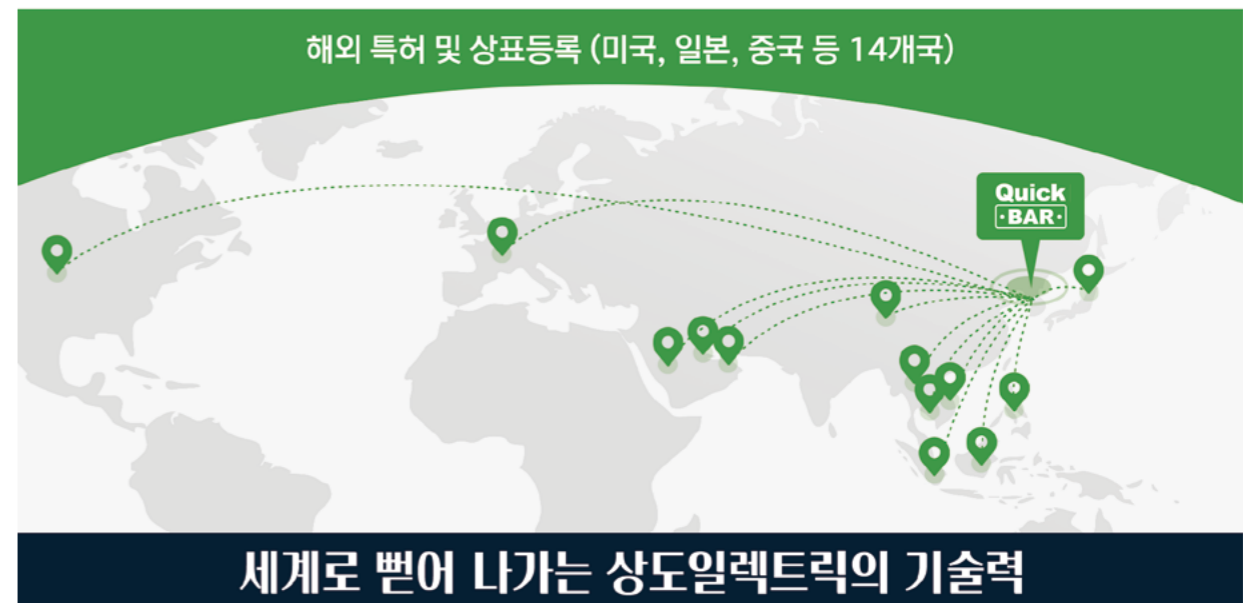 해외 특허 및 상표등록 (미국, 일본, 중국 등 14개국)
Quick
·BAR·
세계로 뻗어 나가는 상도일렉트릭의 기술력